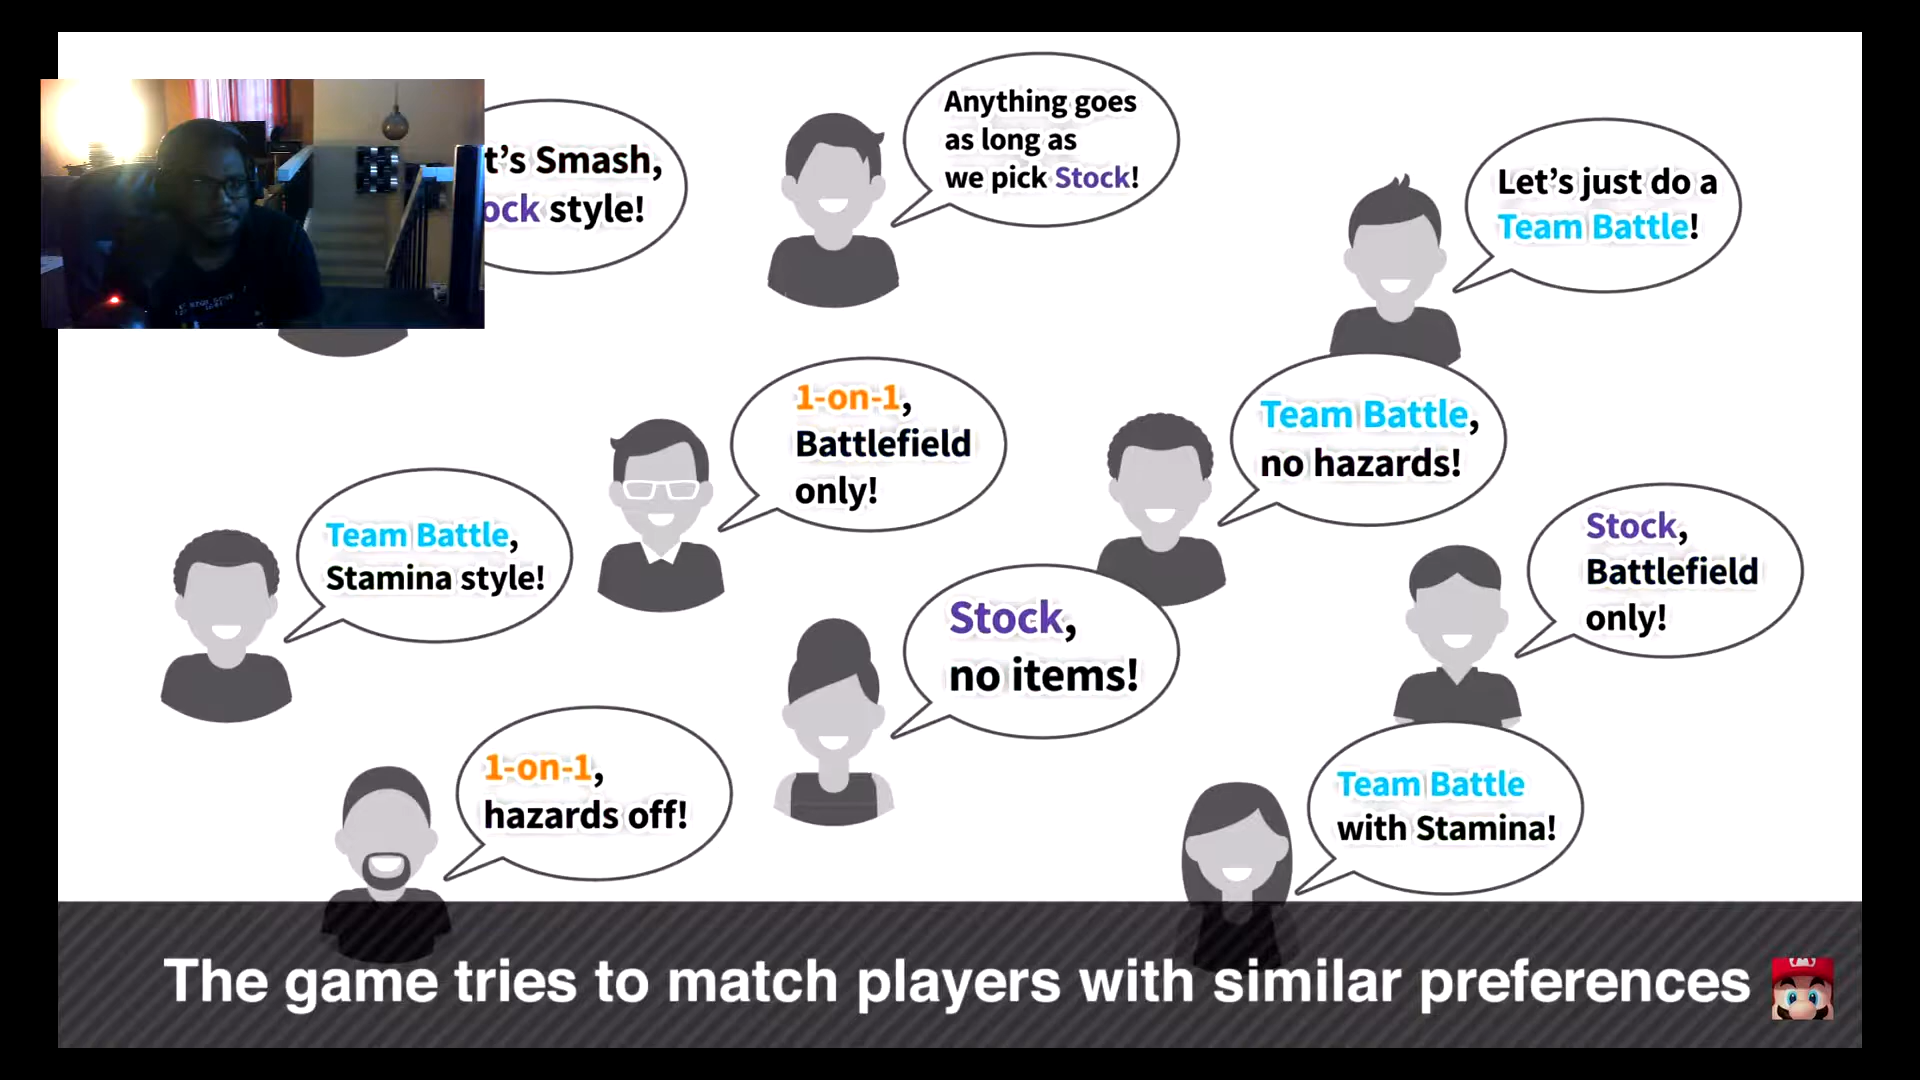 t's Smash,
ock style!
Anything goes
as long as
we pick Stock!
Let's just do a
Team Battle!
1-on-1,
Battlefield
only!
Team Battle,
no hazards!
Team Battle,
Stamina style!
Stock,
Battlefield
only!
Stock,
no items!
1-on-1,
hazards off!
Team Battle
with Stamina!
The game tries to match players with similar preferences